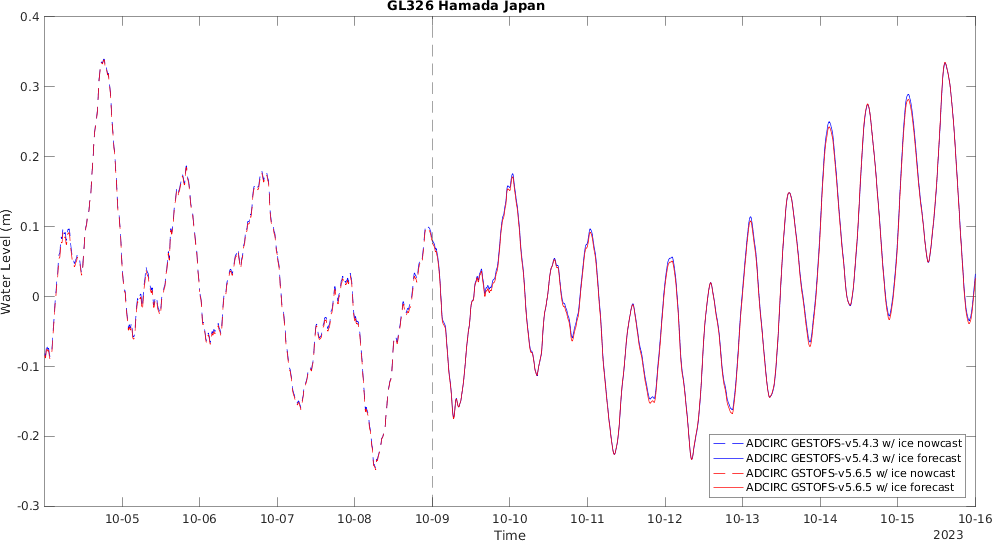 GL326 Hamada Japan
0.4
0.3
0.2
0.1
0
-0.1
-0.2
-0.3
Water Level (m)
ADCIRC GESTOFS-v5.4.3 w/ ice nowcast
ADCIRC GESTOFS-v5.4.3 w/ ice forecast
ADCIRC GSTOFS-v5.6.5 w/ ice nowcast
ADCIRC GSTOFS-v5.6.5 w/ ice forecast
10-05 10-06 10-07 10-08 10-09 10-10 10-11 10-12 10-13 10-14 10-15 10-16
Time
2023